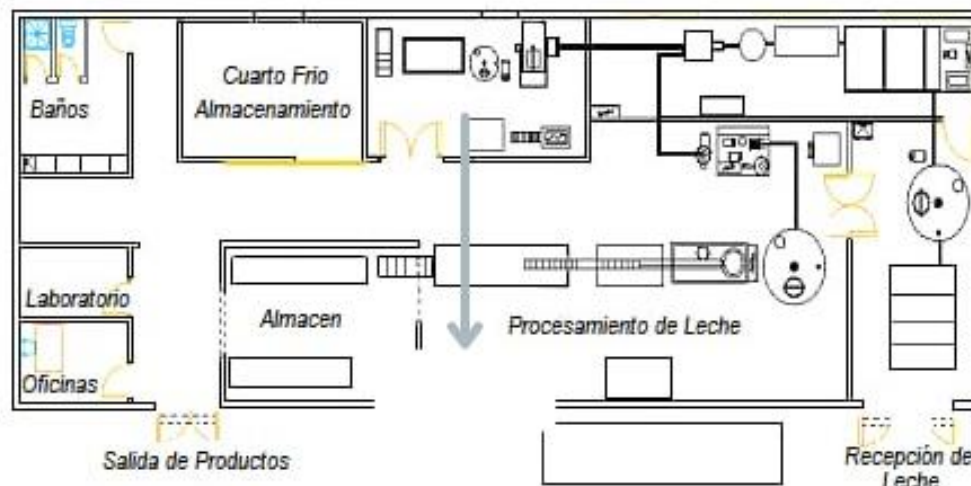 Cuarto Frio
Almacenamiento
Baños
Laboratorio
Almacen
Procesamiento de Leche
Oficinas
Salida de Productos
Recepción de
Leche